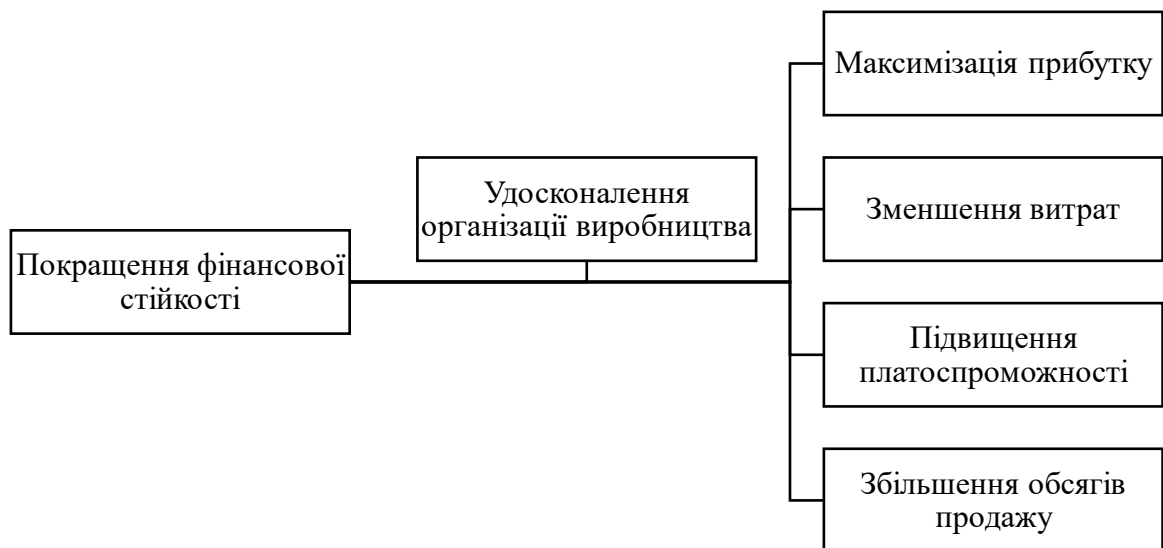 Покращення фінансової
стійкості
Удосконалення
організації виробництва
Максимізація прибутку
Зменшення витрат
Підвищення
платоспроможності
Збільшення обсягів
продажу